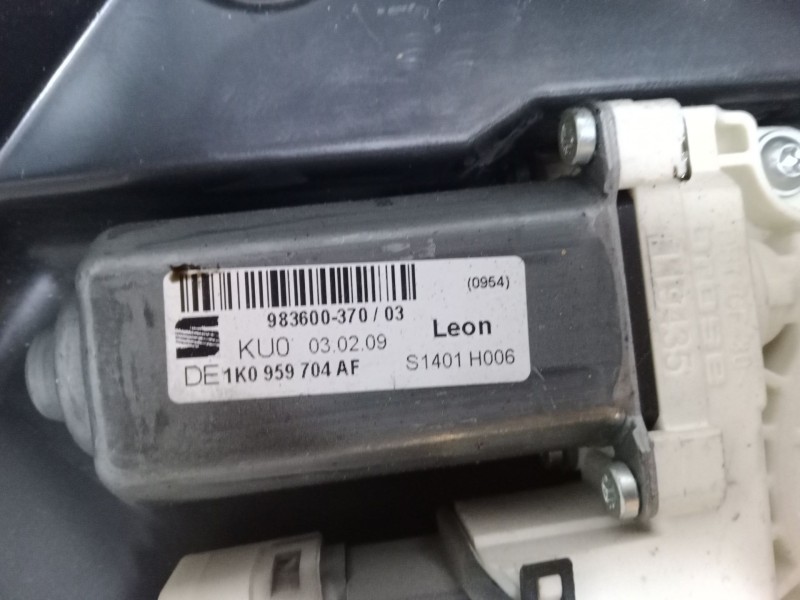 (0954)
983600-370 / 03
Leon
KU0 03.02.09
S1401 H006
DE 1K0 959 704 AF